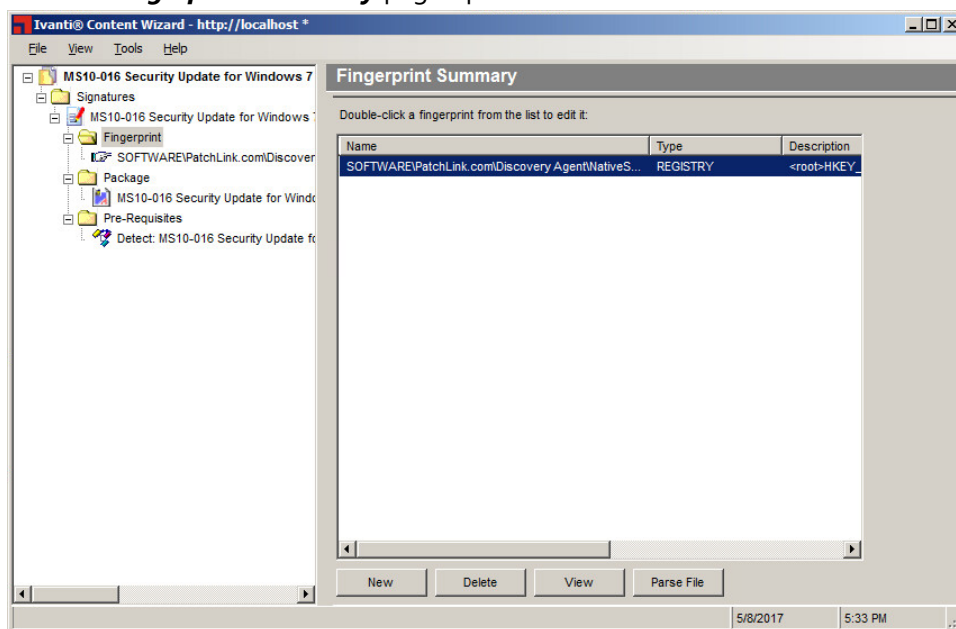 Ivanti® Content Wizard - http://localhost *
File View Tools Help
MS10-016 Security Update for Windows 7
Signatures
MS10-016 Security Update for Windows
Fingerprint
SOFTWARE\PatchLink.com\Discover
Package
MS10-016 Security Update for Windo
Pre-Requisites
Detect: MS10-016 Security Update fo
Fingerprint Summary
Double-click a fingerprint from the list to edit it:
Name Type Description
SOFTWARE\PatchLink.com\Discovery Agent\NativeS... REGISTRY <root>HKEY_
New Delete View Parse File
5/8/2017 5:33 PM